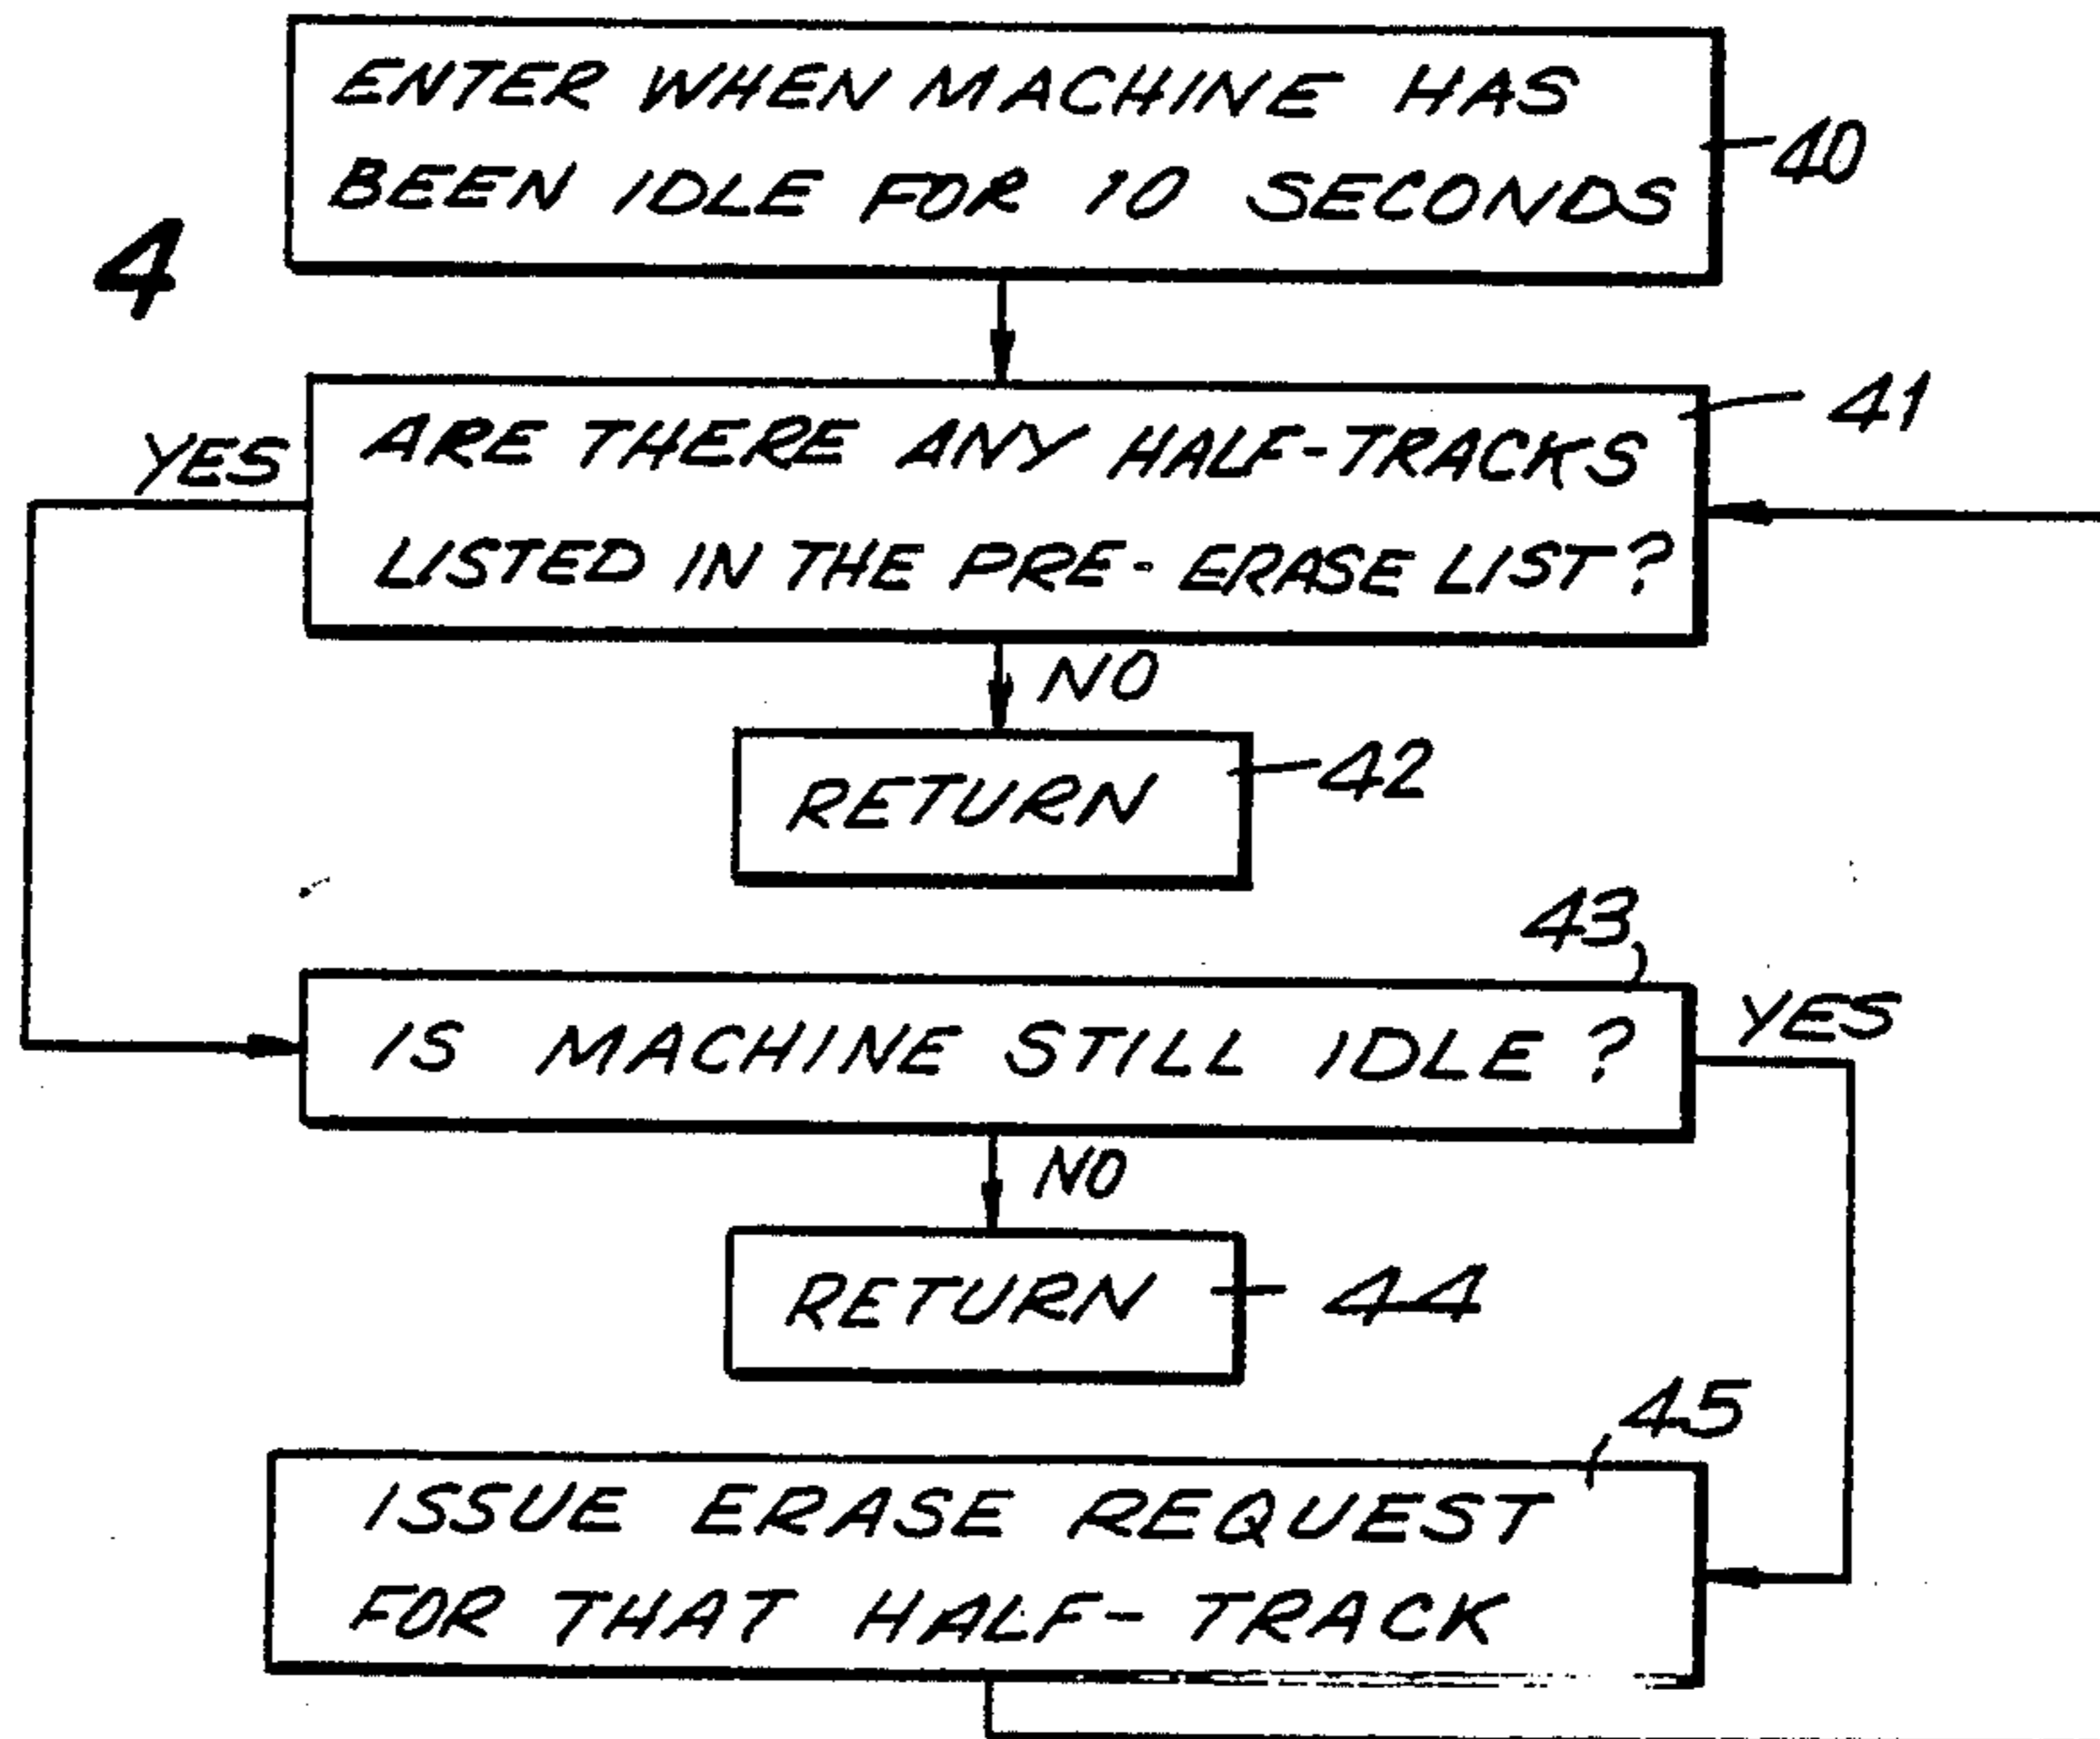 ENTER WHEN MACHINE HAS
BEEN IDLE FOR 10 SECONDS
40
4
41
YES
ARE THERE ANY HALF-TRACKS
LISTED IN THE PRE-ERASE LIST?
NO
RETURN
42
43
IS MACHINE STILL IDLE?
YES
NO
RETURN
44
45
ISSUE ERASE REQUEST
FOR THAT HALF-TRACK